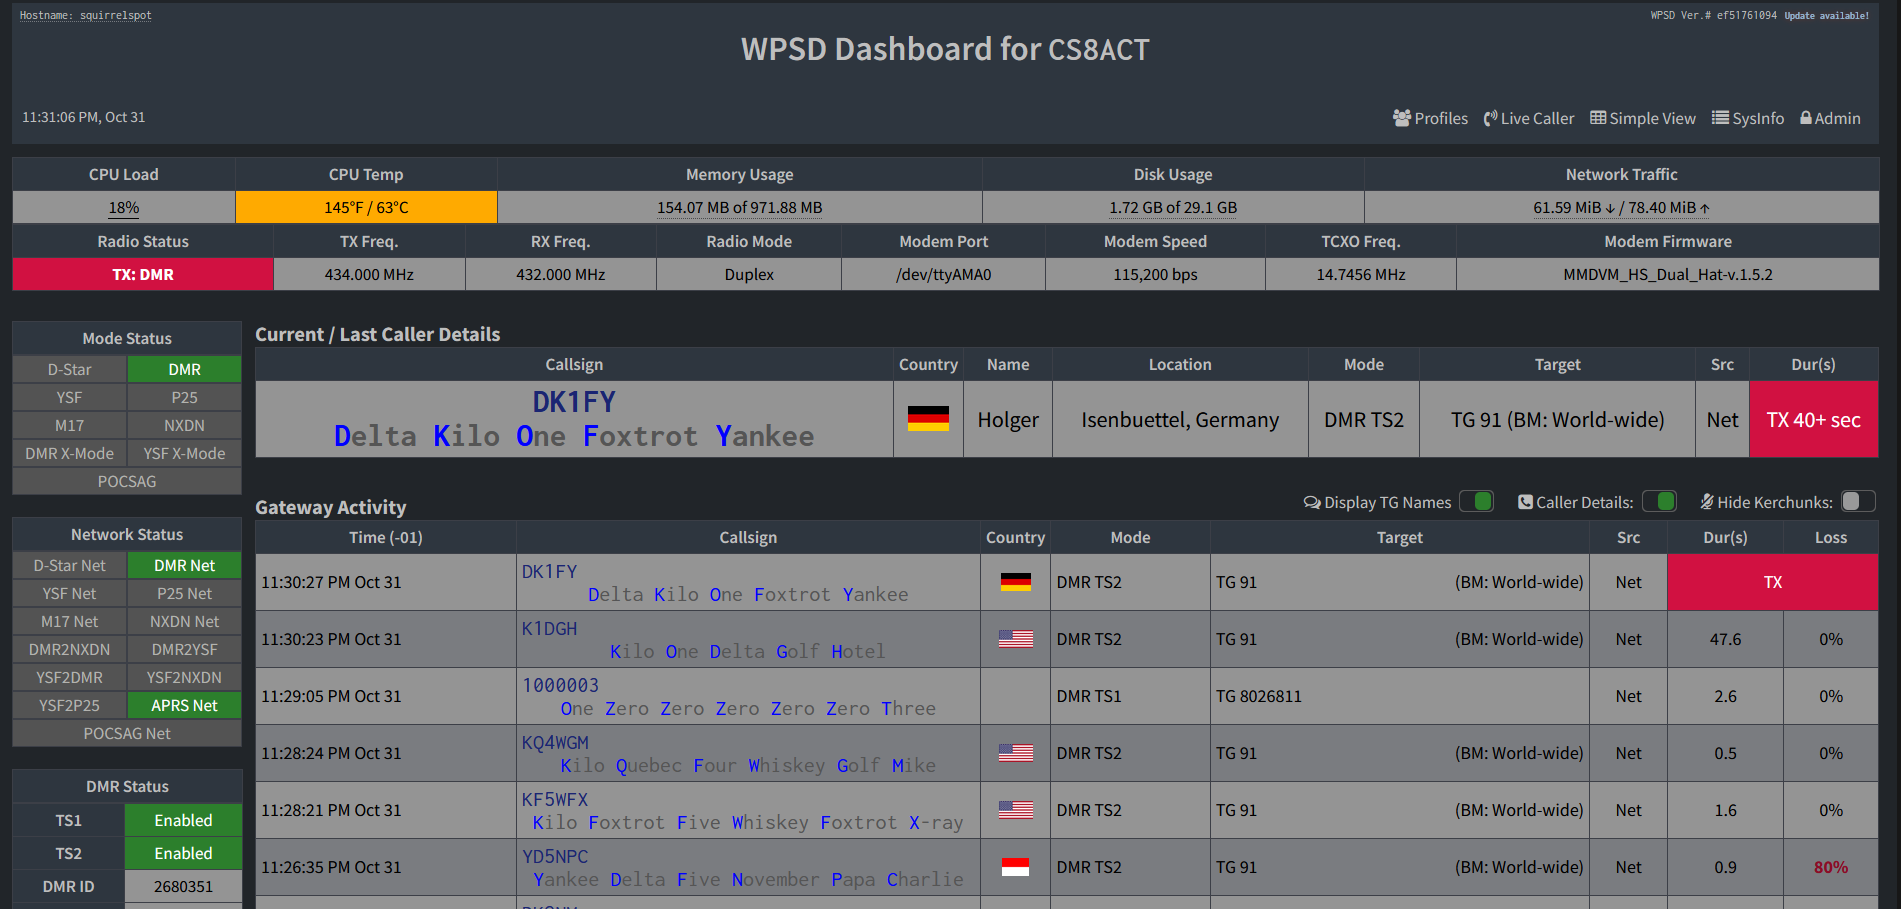 Hostname: squirrelspot
WPSD Ver.# ef51761094 Update available!
WPSD Dashboard for CS8ACT
11:31:06 PM, Oct 31
Profiles Live Caller Simple View SysInfo Admin
CPU Load CPU Temp Memory Usage Disk Usage Network Traffic
18% 145°F / 63°C 154.07 MB of 971.88 MB 1.72 GB of 29.1 GB 61.59 MiB ↓ / 78.40 MiB ↑
Radio Status TX Freq. RX Freq. Radio Mode Modem Port Modem Speed TCXO Freq. Modem Firmware
TX: DMR 434.000 MHz 432.000 MHz Duplex /dev/ttyAMA0 115,200 bps 14.7456 MHz MMDVM_HS_Dual_Hat-v.1.5.2
Mode Status
D-Star DMR
YSF P25
M17 NXDN
DMR X-Mode YSF X-Mode
POCSAG
Network Status
D-Star Net DMR Net
YSF Net P25 Net
M17 Net NXDN Net
DMR2NXDN DMR2YSF
YSF2DMR YSF2NXDN
YSF2P25 APRS Net
POCSAG Net
DMR Status
TS1 Enabled
TS2 Enabled
DMR ID 2680351
Current / Last Caller Details
Callsign Country Name Location Mode Target Src Dur(s)
DK1FY
Delta Kilo One Foxtrot Yankee
Holger Isenbuettel, Germany DMR TS2 TG 91 (BM: World-wide) Net TX 40+ sec
Gateway Activity
Display TG Names Caller Details: Hide Kerchunks:
Time (-01) Callsign Country Mode Target Src Dur(s) Loss
11:30:27 PM Oct 31 DK1FY DMR TS2 TG 91 (BM: World-wide) Net TX
Delta Kilo One Foxtrot Yankee
11:30:23 PM Oct 31 K1DGH DMR TS2 TG 91 (BM: World-wide) Net 47.6 0%
Kilo One Delta Golf Hotel
11:29:05 PM Oct 31 1000003 DMR TS1 TG 8026811 Net 2.6 0%
One Zero Zero Zero Zero Zero Three
11:28:24 PM Oct 31 KQ4WGM DMR TS2 TG 91 (BM: World-wide) Net 0.5 0%
Kilo Quebec Four Whiskey Golf Mike
11:28:21 PM Oct 31 KF5WFX DMR TS2 TG 91 (BM: World-wide) Net 1.6 0%
Kilo Foxtrot Five Whiskey Foxtrot X-ray
11:26:35 PM Oct 31 YD5NPC DMR TS2 TG 91 (BM: World-wide) Net 0.9 80%
Yankee Delta Five November Papa Charlie